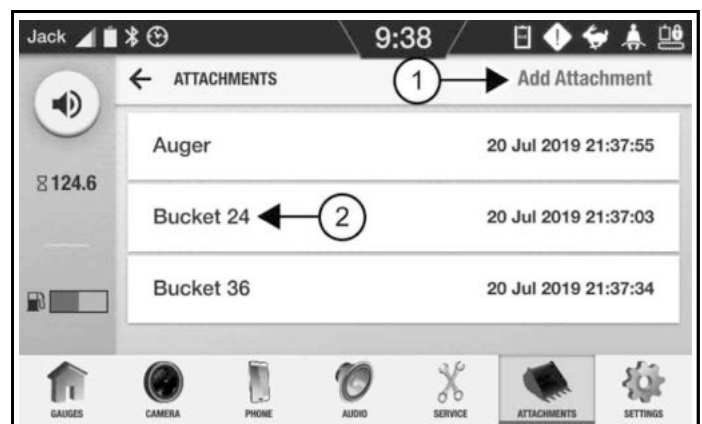 Jack 9:38
← ATTACHMENTS 1 Add Attachment
Auger 20 Jul 2019 21:37:55
124.6
Bucket 24 2 20 Jul 2019 21:37:03
Bucket 36 20 Jul 2019 21:37:34
GAUGES CAMERA PHONE AUDIO SERVICE ATTACHMENTS SETTINGS